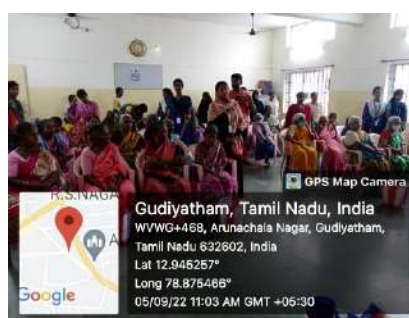 GPS Map Camera
R.S.NAGA
A
Google
Gudiyatham, Tamil Nadu, India
WVWG+468, Arunachala Nagar, Gudiyatham,
Tamil Nadu 632602, India
Lat 12.945257°
Long 78.875466°
05/09/22 11:03 AM GMT +05:30